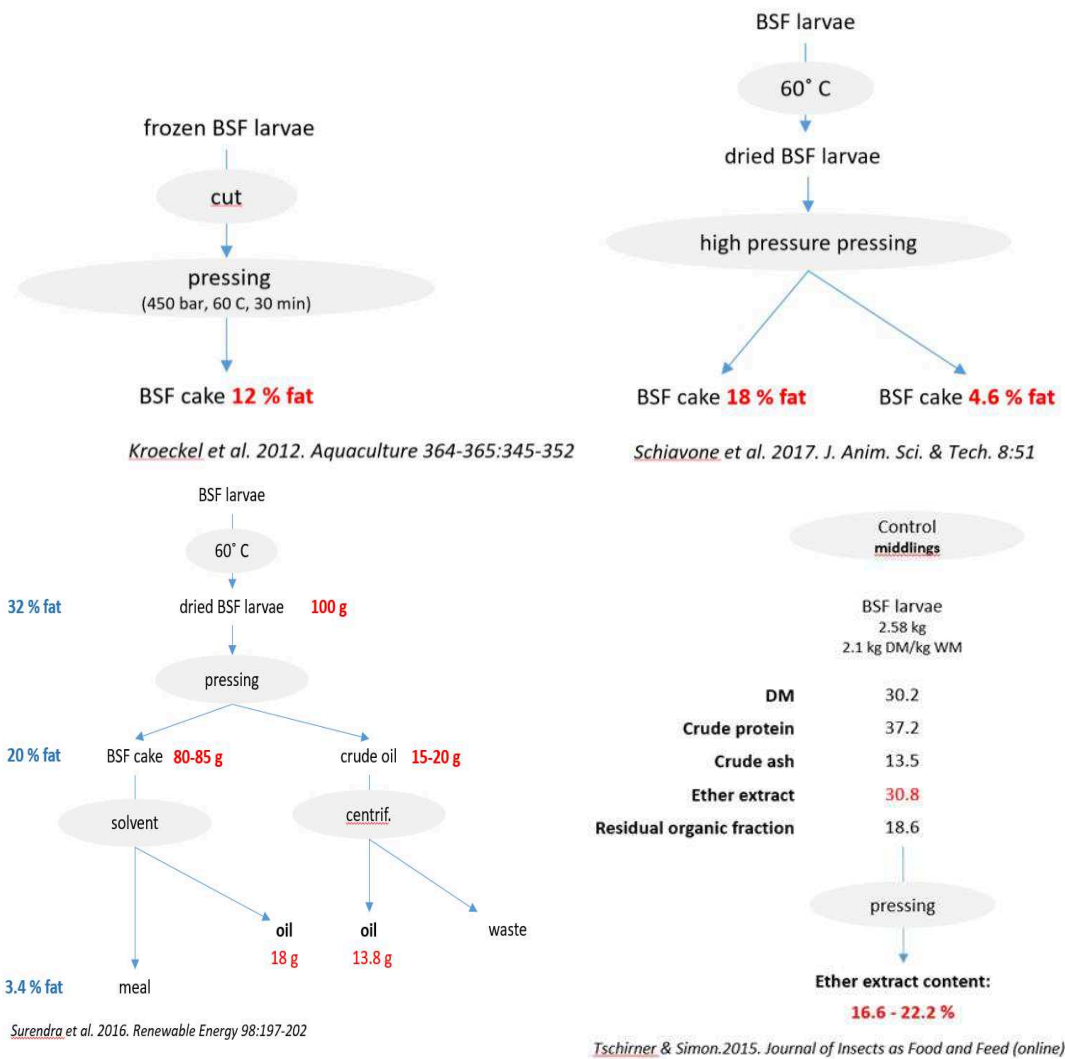 frozen BSF larvae
cut
pressing
(450 bar, 60 C, 30 min)
BSF cake 12 % fat
Kroeckel et al. 2012. Aquaculture 364-365:345-352
BSF larvae
60˚ C
dried BSF larvae
high pressure pressing
BSF cake 18 % fat
BSF cake 4.6 % fat
Schiavone et al. 2017. J. Anim. Sci. & Tech. 8:51
BSF larvae
60˚ C
32 % fat dried BSF larvae 100 g
pressing
20 % fat BSF cake 80-85 g crude oil 15-20 g
solvent centrif.
oil oil waste
18 g 13.8 g
3.4 % fat meal
Surendra et al. 2016. Renewable Energy 98:197-202
Control
middlings
BSF larvae
2.58 kg
2.1 kg DM/kg WM
DM 30.2
Crude protein 37.2
Crude ash 13.5
Ether extract 30.8
Residual organic fraction 18.6
pressing
Ether extract content:
16.6 - 22.2 %
Tschirner & Simon.2015. Journal of Insects as Food and Feed (online)